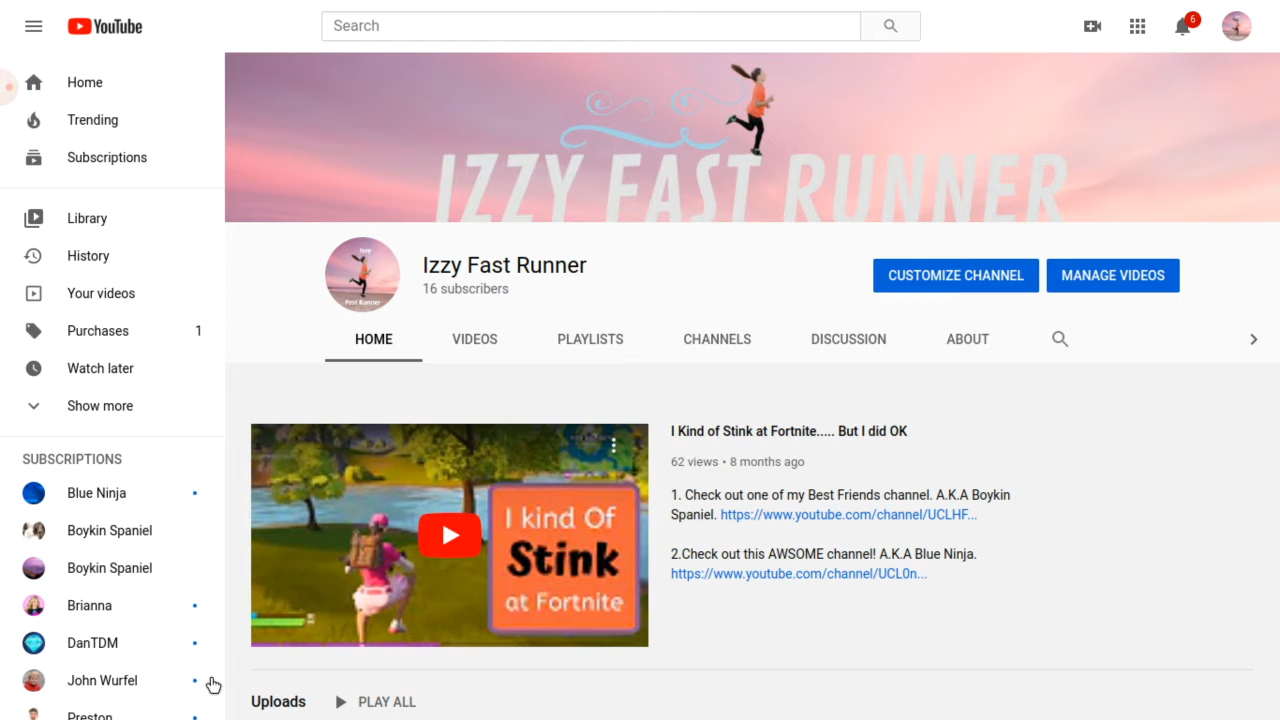 YouTube
Search
6
Home
Trending
Subscriptions
Library
History
Your videos
Purchases 1
Watch later
Show more
SUBSCRIPTIONS
Blue Ninja
Boykin Spaniel
Boykin Spaniel
Brianna
DanTDM
John Wurfel
Preston
IZZY FAST RUNNER
Izzy Fast Runner
16 subscribers
CUSTOMIZE CHANNEL
MANAGE VIDEOS
HOME VIDEOS PLAYLISTS CHANNELS DISCUSSION ABOUT
I kind Of
Stink
at Fortnite
I Kind of Stink at Fortnite..... But I did OK
62 views • 8 months ago
1. Check out one of my Best Friends channel. A.K.A Boykin
Spaniel. https://www.youtube.com/channel/UCLHF...
2.Check out this AWSOME channel! A.K.A Blue Ninja.
https://www.youtube.com/channel/UCL0n...
Uploads PLAY ALL